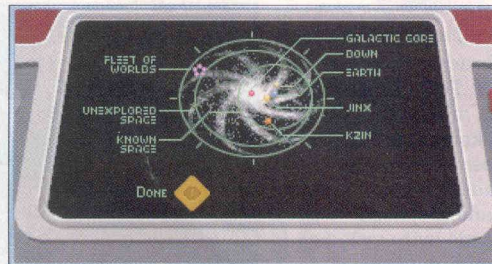 GALACTIC CORE
DOWN
EARTH
JINX
KZIN
FLEET OF
WORLDS
UNEXPLORED
SPACE
KNOWN
SPACE
DONE